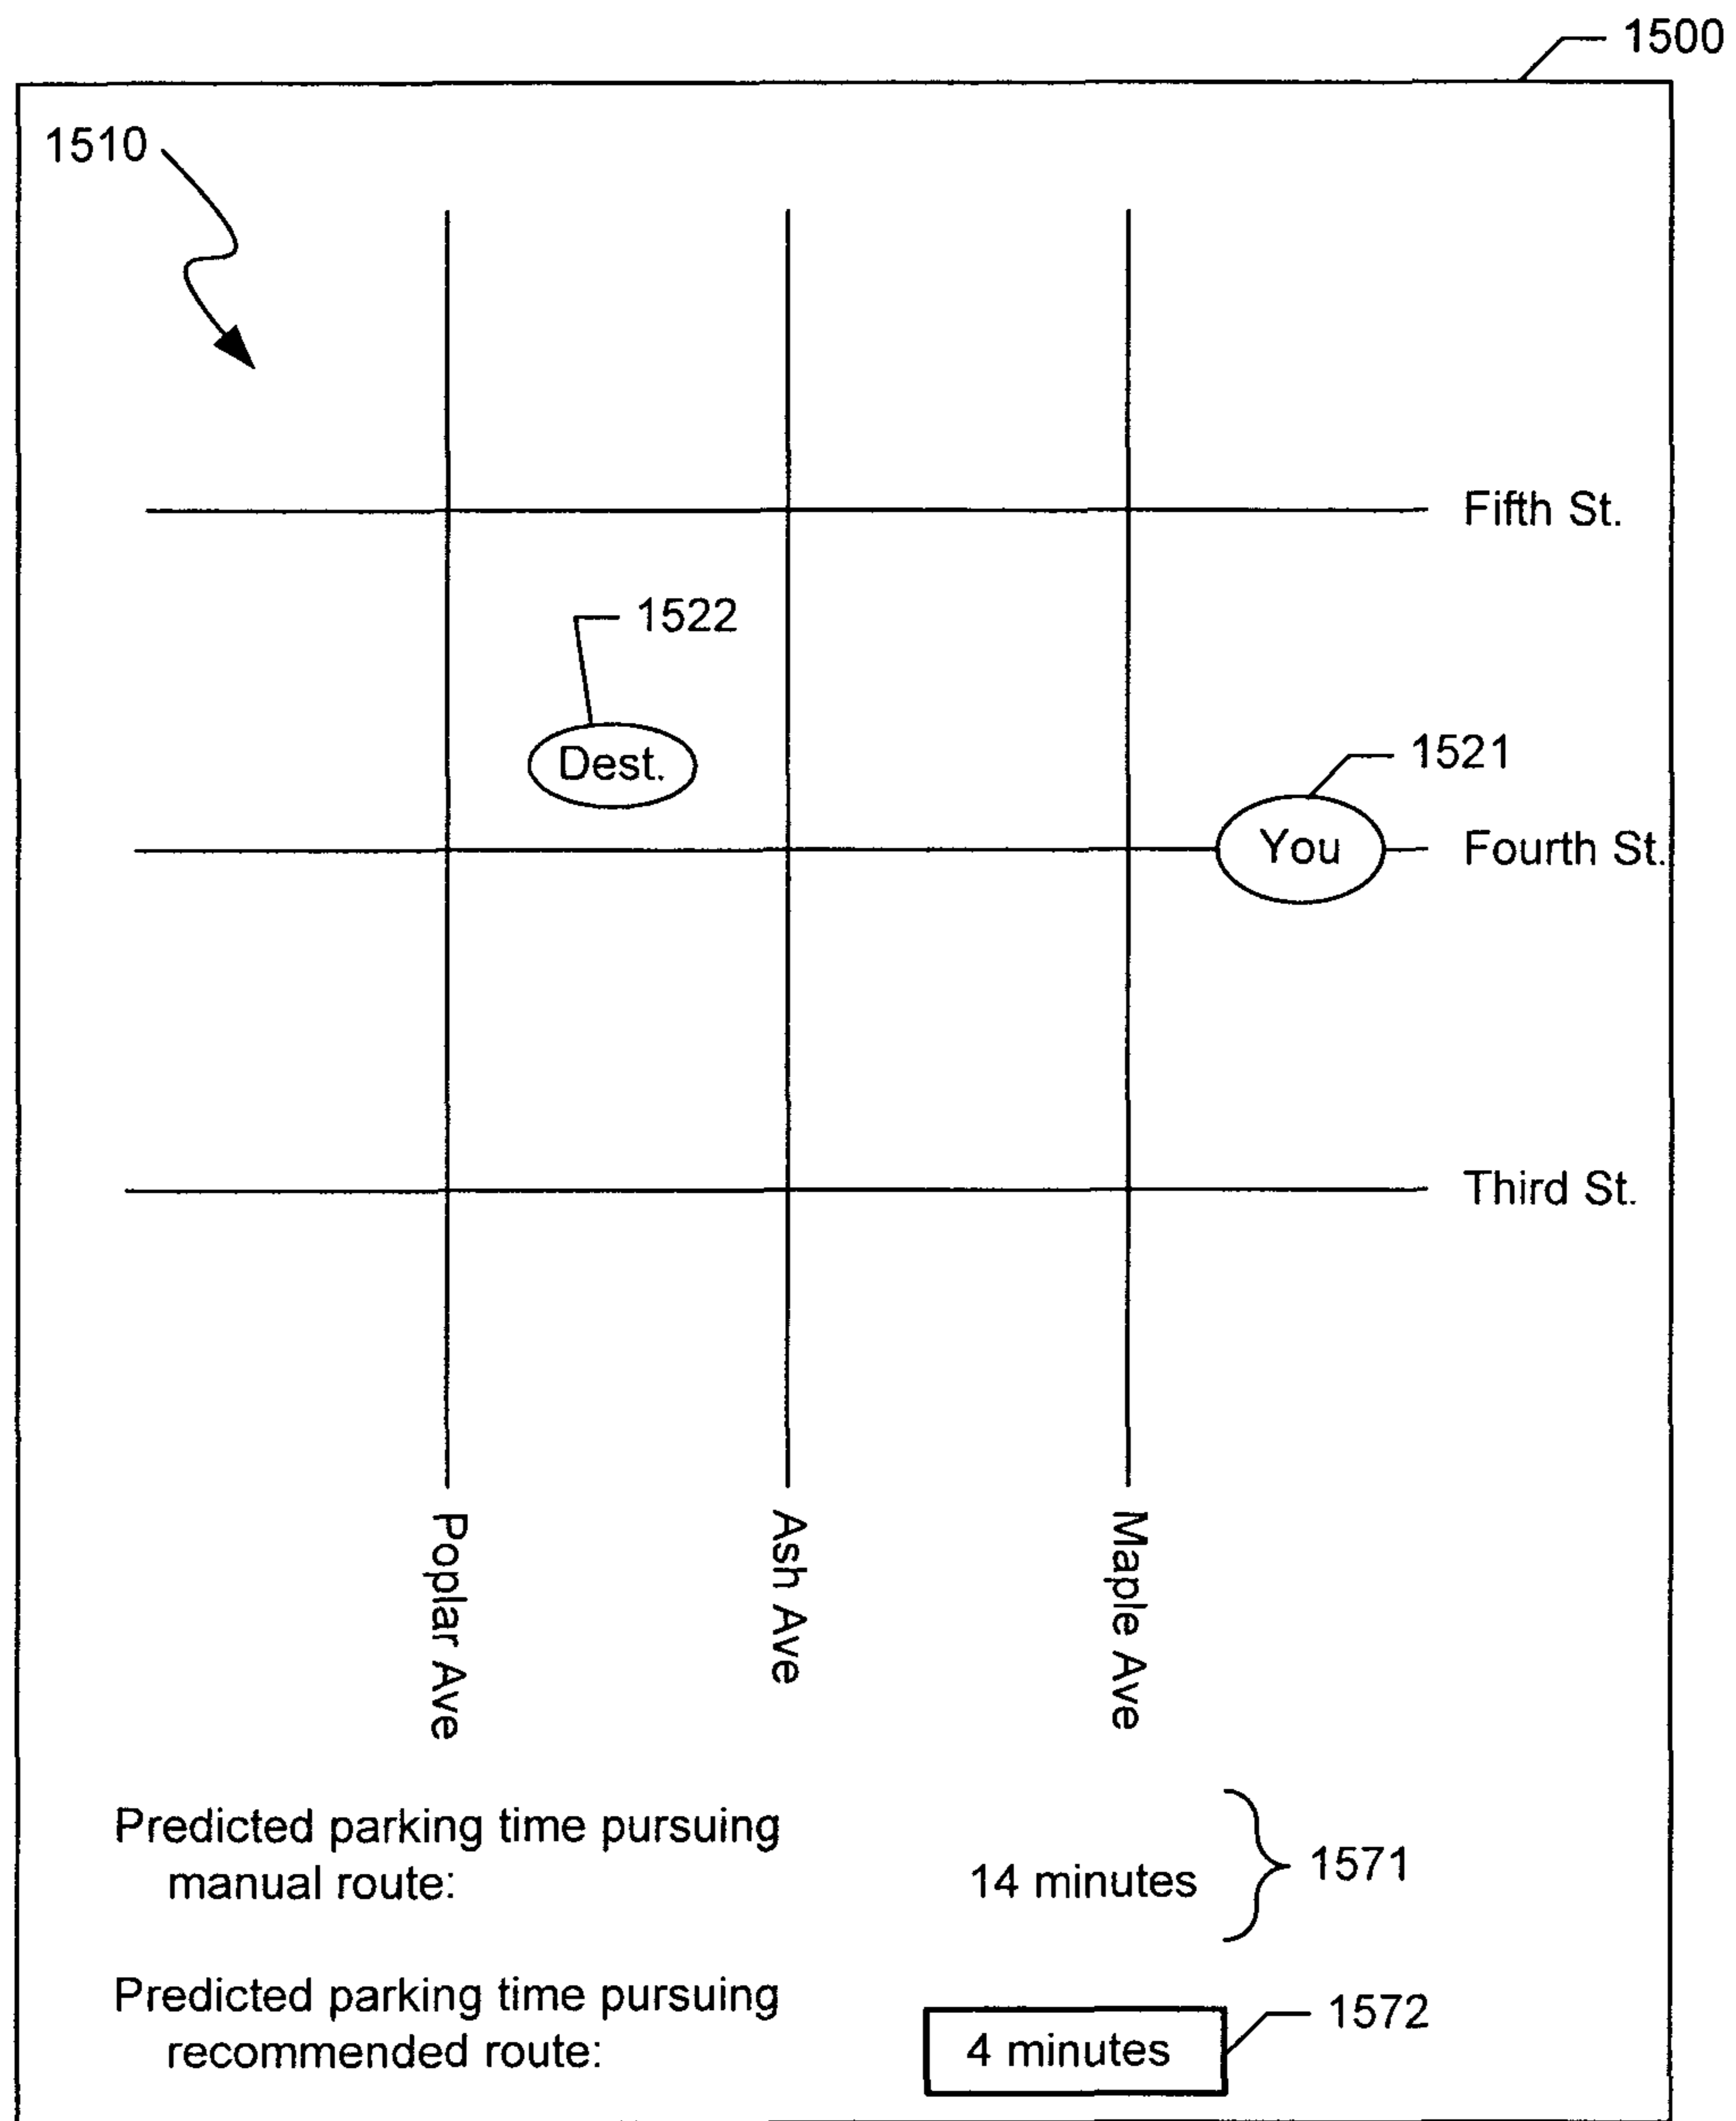 1500
1510
Fifth St.
1522
Dest.
1521
You
Fourth St.
Third St.
Poplar Ave
Ash Ave
Maple Ave
Predicted parking time pursuing
manual route:
14 minutes
1571
Predicted parking time pursuing
recommended route:
4 minutes
1572